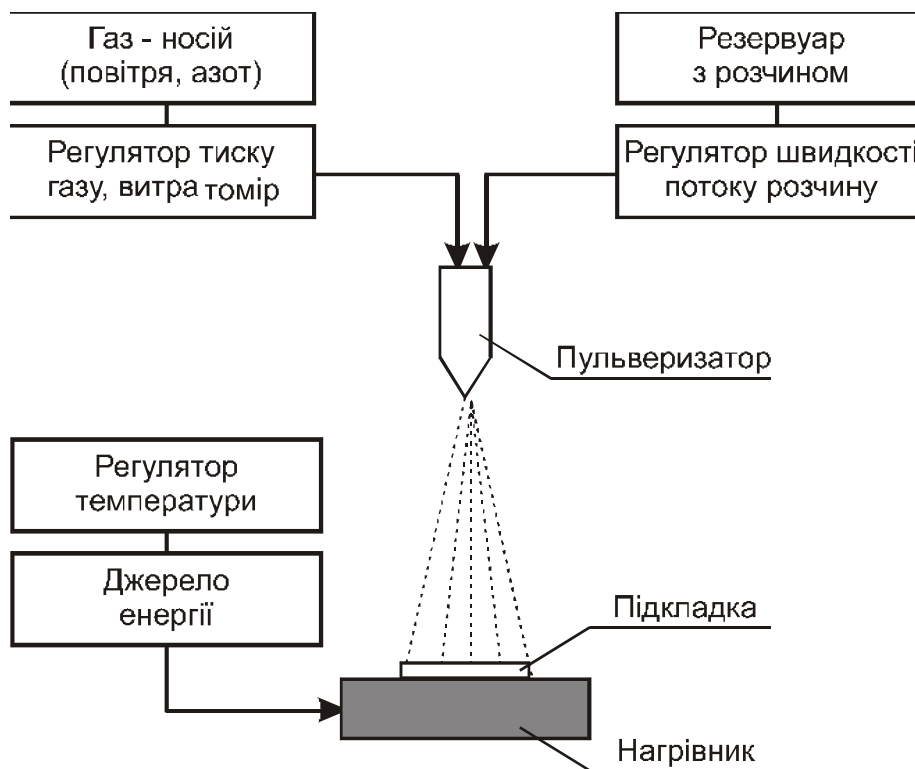 Газ - носій
(повітря, азот)
Резервуар
з розчином
Регулятор тиску
газу, витра томір
Регулятор швидкості
потоку розчину
Пульверизатор
Регулятор
температури
Джерело
енергії
Підкладка
Нагрівник